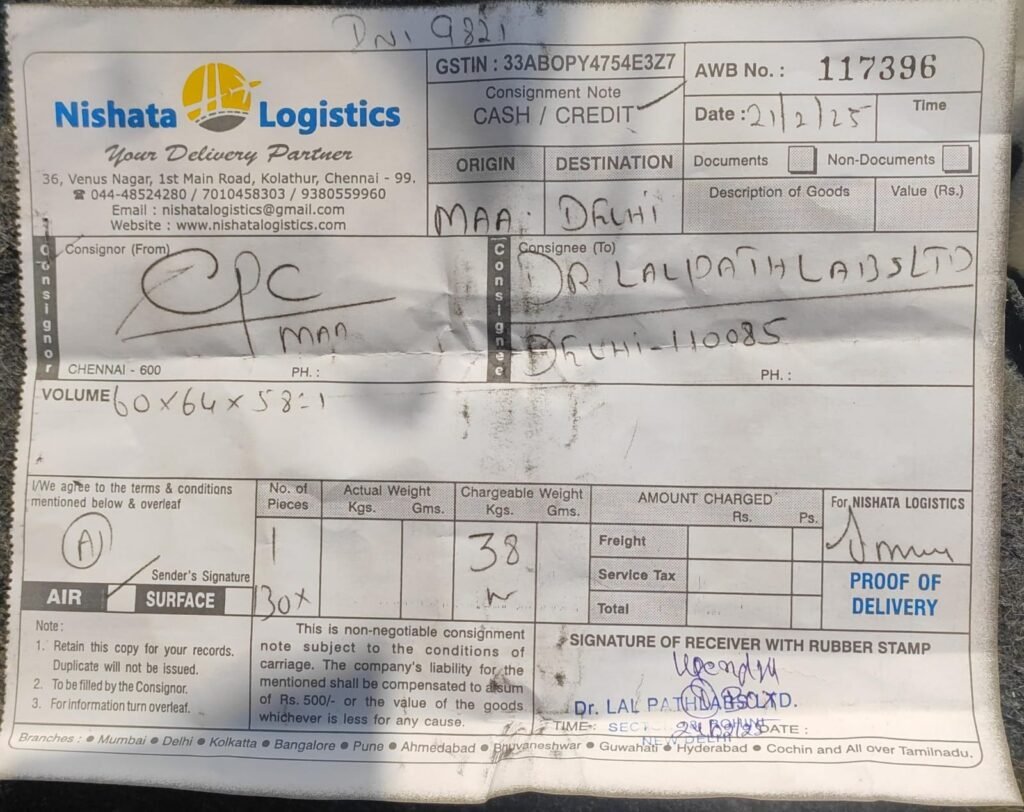 DNI 9821
Nishata Logistics
Your Delivery Partner
36, Venus Nagar, 1st Main Road, Kolathur, Chennai - 99.
☎ 044-48524280 / 7010458303 / 9380559960
Email : nishatalogistics@gmail.com
Website : www.nishatalogistics.com
GSTIN : 33ABOPY4754E3Z7
Consignment Note
CASH / CREDIT
AWB No. : 117396
Date : 21/2/25
Time
ORIGIN DESTINATION
MAA DELHI
Documents Non-Documents
Description of Goods Value (Rs.)
Consignor
Consignor (From)
CPC
MAA
CHENNAI - 600 PH. :
Consignee
Consignee (To)
DR. LAL PATH LABS LTD
DELHI-110085
PH. :
VOLUME 60x64x58=1
I/We agree to the terms & conditions
mentioned below & overleaf
Sender's Signature
AIR SURFACE
No. of Pieces
1
Actual Weight
Kgs. Gms.
Chargeable Weight
Kgs. Gms.
38
AMOUNT CHARGED
Rs. Ps.
Freight
Service Tax
Total
For NISHATA LOGISTICS
PROOF OF
DELIVERY
Note :
1. Retain this copy for your records.
Duplicate will not be issued.
2. To be filled by the Consignor.
3. For information turn overleaf.
This is non-negotiable consignment
note subject to the conditions of
carriage. The company's liability for the
mentioned shall be compensated to a sum
of Rs. 500/- or the value of the goods
whichever is less for any cause.
SIGNATURE OF RECEIVER WITH RUBBER STAMP
Dr. LAL PATHLABS LTD.
TIME : DATE :
NEW DELHI
Branches : • Mumbai • Delhi • Kolkatta • Bangalore • Pune • Ahmedabad • Bhuvaneshwar • Guwahati • Hyderabad • Cochin and All over Tamilnadu.